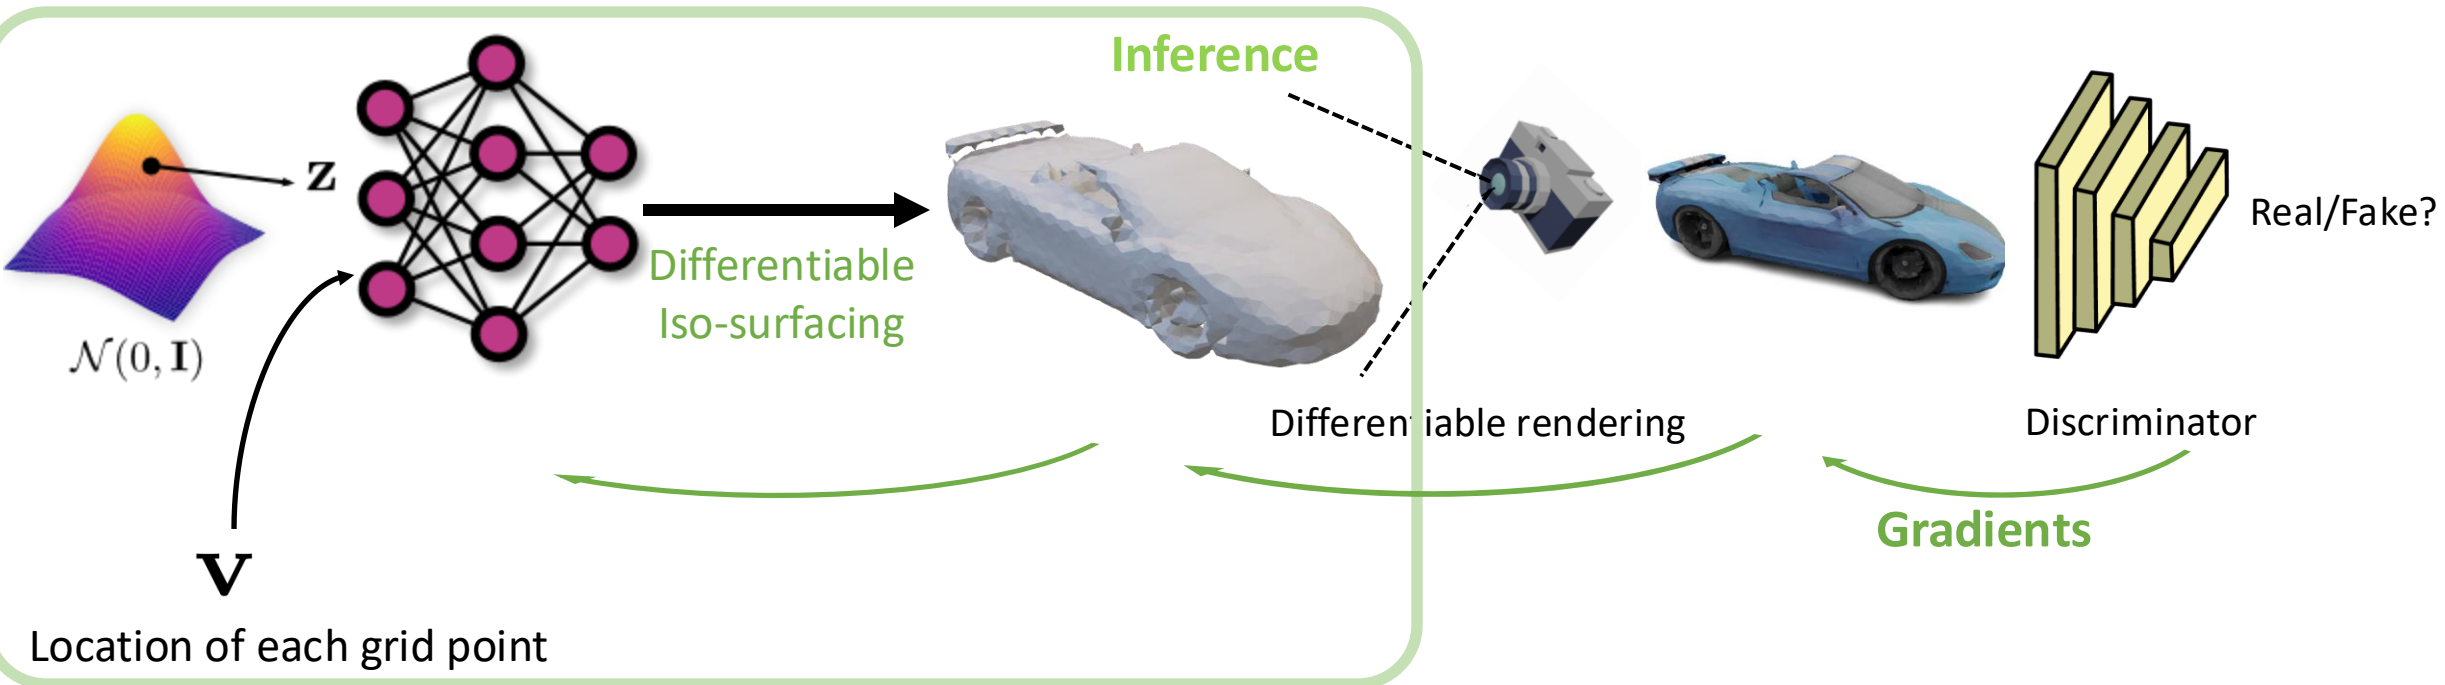 Inference
z
Differentiable
Iso-surfacing
Real/Fake?
𝒩(0, I)
Differentiable rendering
Discriminator
Gradients
v
Location of each grid point